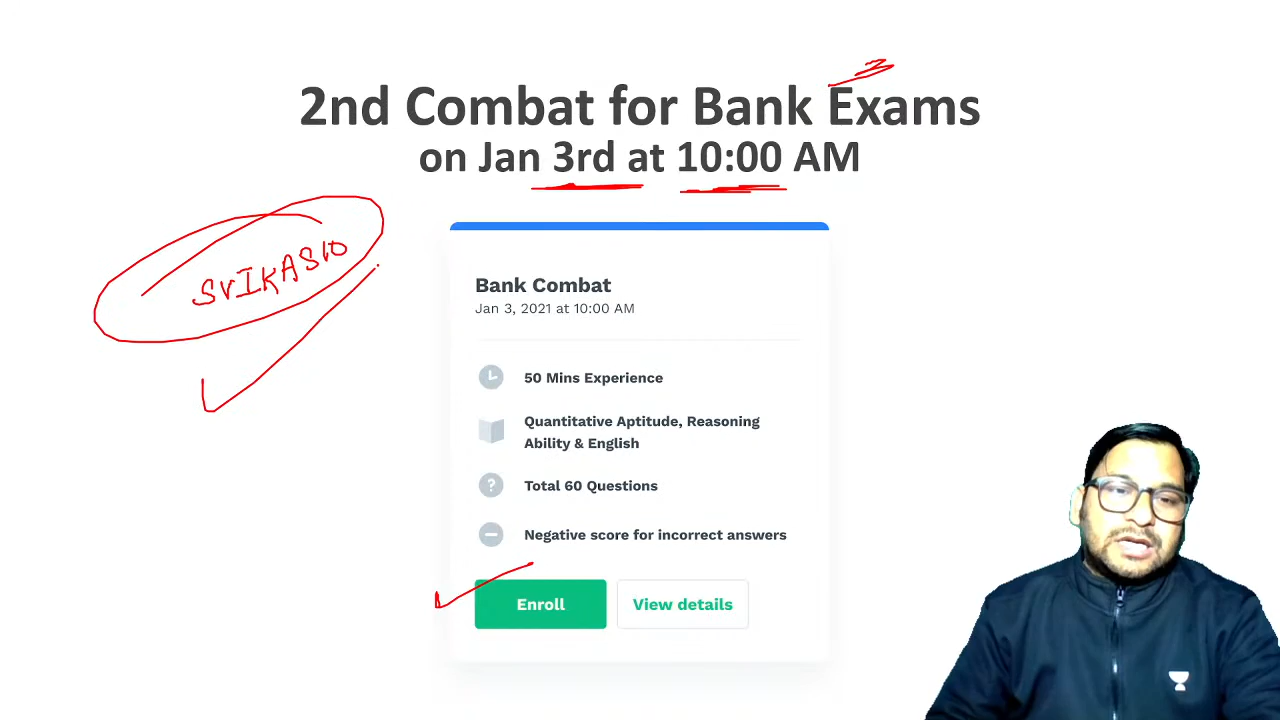 2nd Combat for Bank Exams
on Jan 3rd at 10:00 AM
SVIKAS10
Bank Combat
Jan 3, 2021 at 10:00 AM
50 Mins Experience
Quantitative Aptitude, Reasoning
Ability & English
Total 60 Questions
Negative score for incorrect answers
Enroll
View details